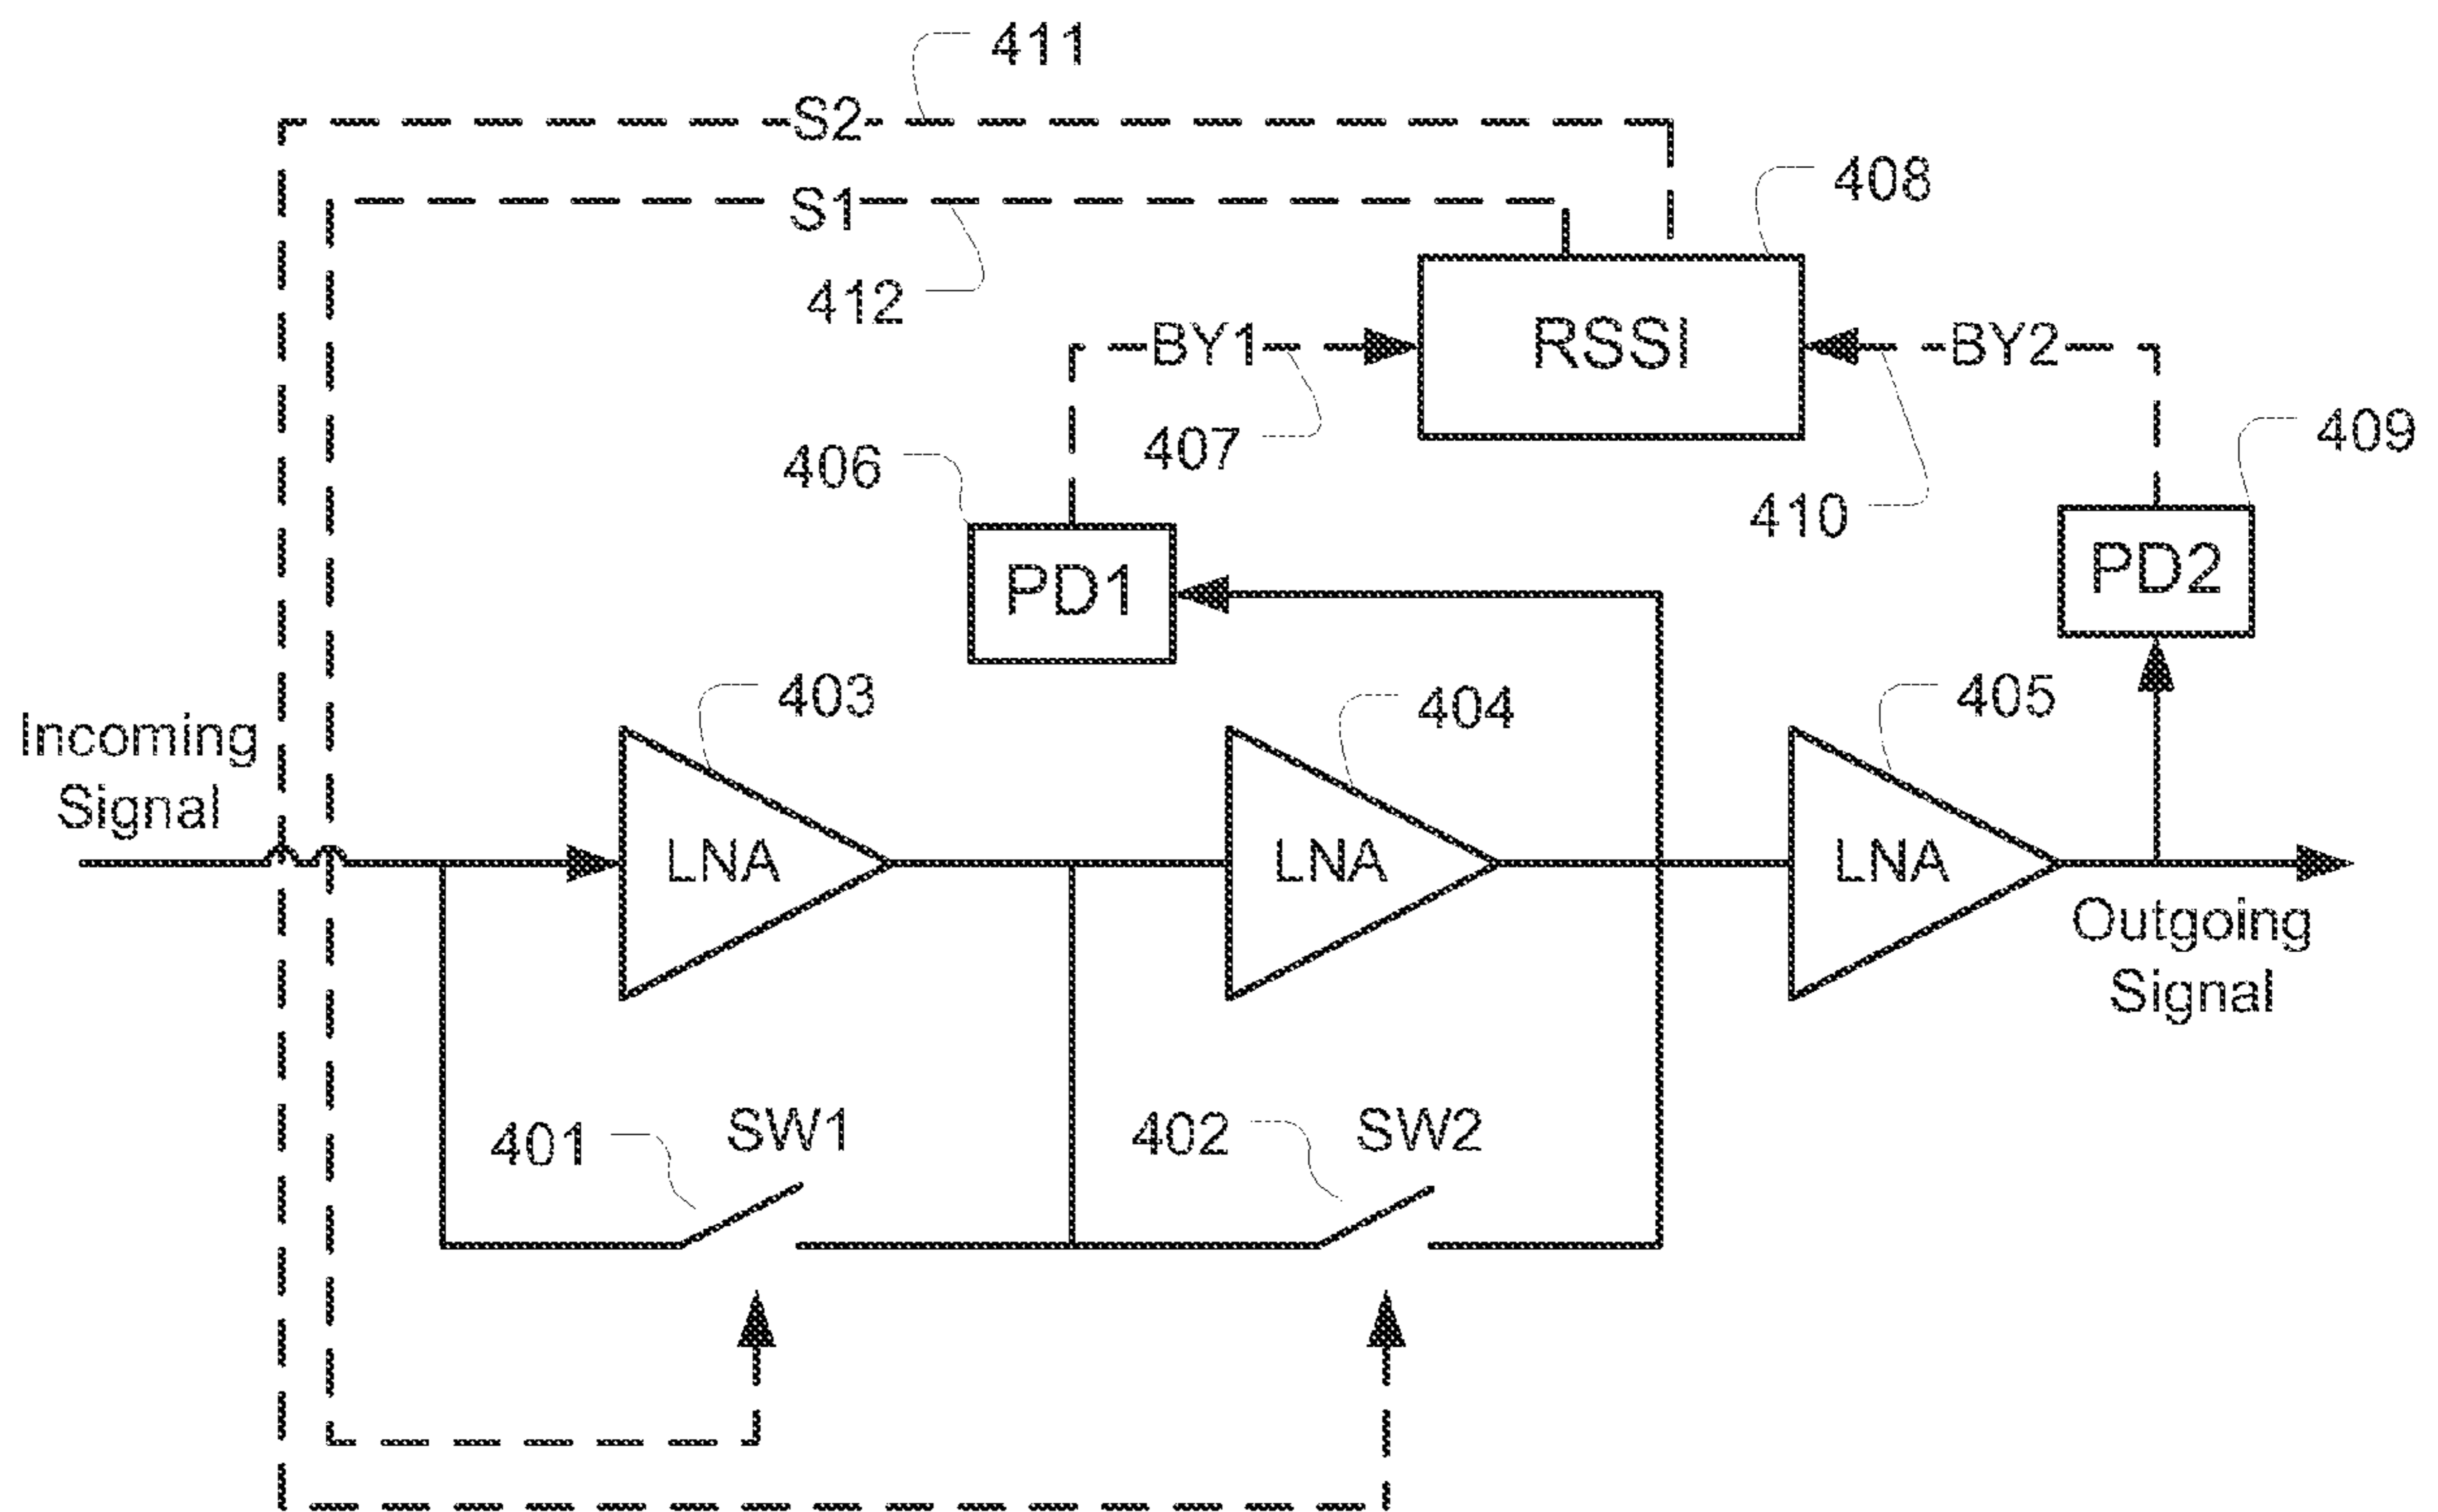 411
S2
408
S1
412
BY1
RSSI
BY2
407
409
406
410
PD1
PD2
403
404
405
Incoming
Signal
LNA
LNA
LNA
Outgoing
Signal
401
SW1
402
SW2